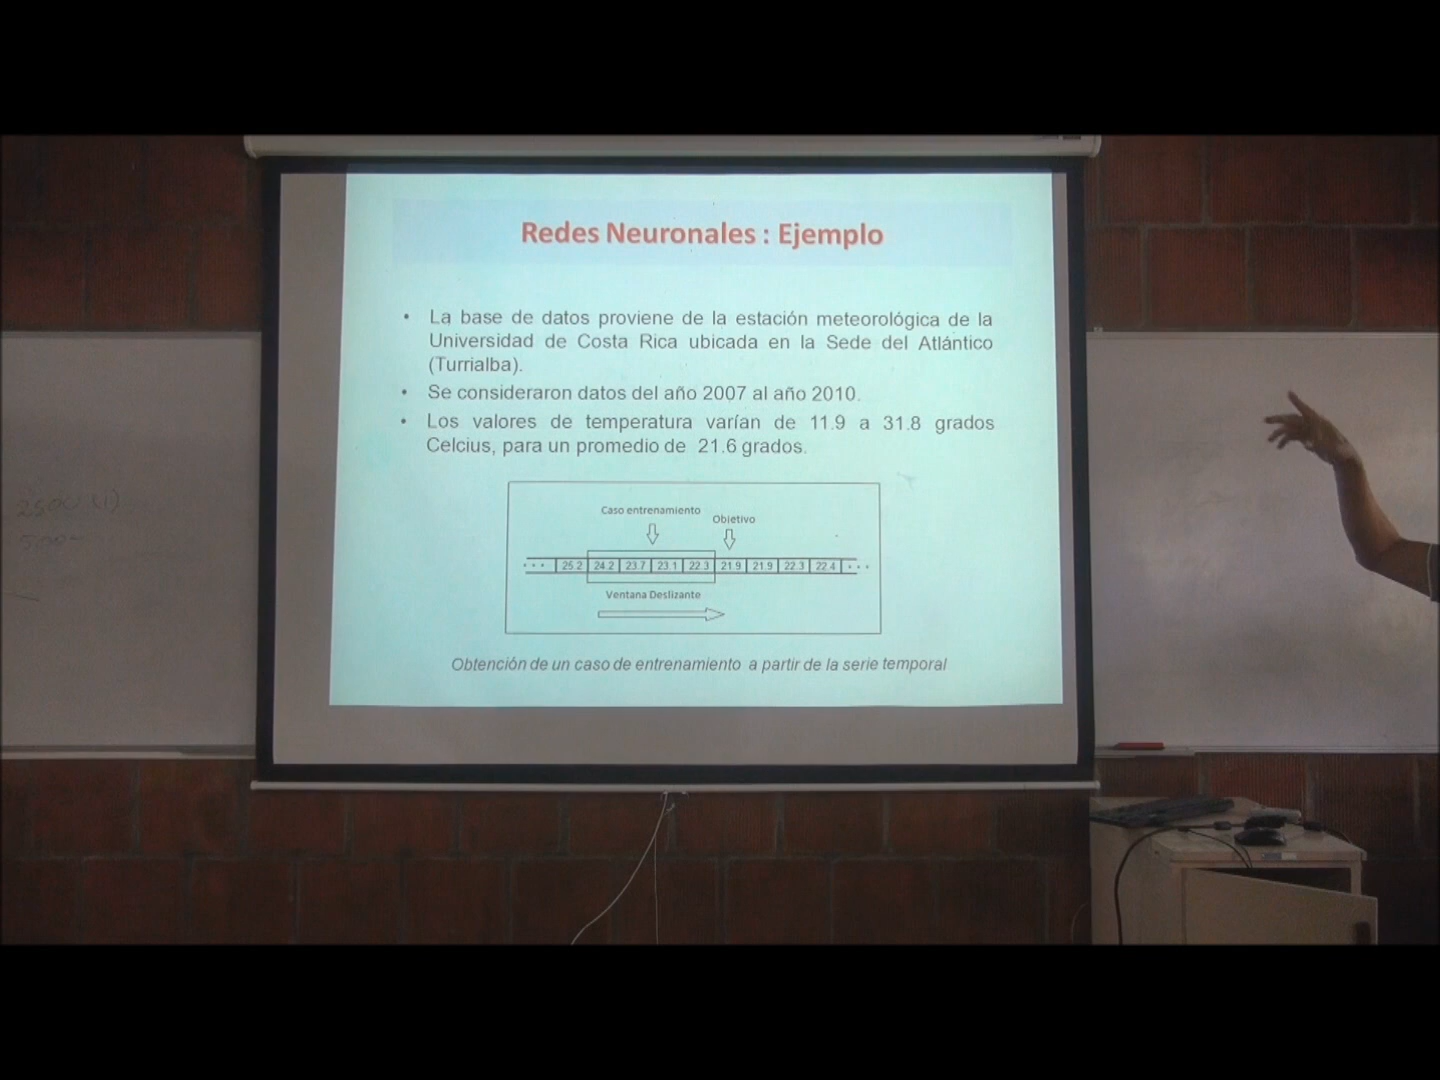 Redes Neuronales : Ejemplo
• La base de datos proviene de la estación meteorológica de la
Universidad de Costa Rica ubicada en la Sede del Atlántico
(Turrialba).
• Se consideraron datos del año 2007 al año 2010.
• Los valores de temperatura varían de 11.9 a 31.8 grados
Celcius, para un promedio de 21.6 grados.
Caso entrenamiento
Objetivo
• • • 25.2 24.2 23.7 23.1 22.3 21.9 21.9 22.3 22.4 • • •
Ventana Deslizante
Obtención de un caso de entrenamiento a partir de la serie temporal